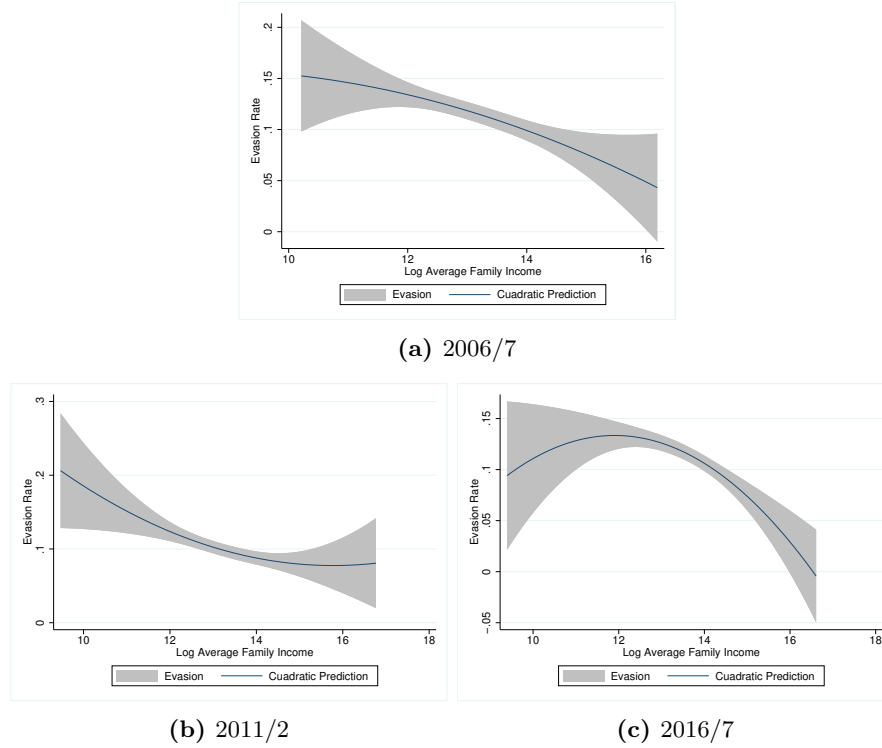 .2
.15
.1
.05
0
Evasion Rate
10 12 14 16
Log Average Family Income
Evasion Cuadratic Prediction
(a) 2006/7
.3
.2
.1
0
Evasion Rate
10 12 14 16 18
Log Average Family Income
Evasion Cuadratic Prediction
(b) 2011/2
.15
.1
.05
0
-.05
Evasion Rate
10 12 14 16 18
Log Average Family Income
Evasion Cuadratic Prediction
(c) 2016/7